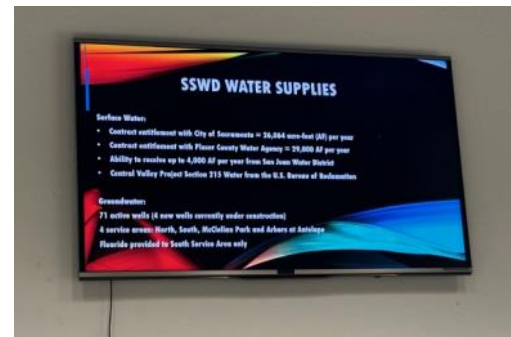 SSWD WATER SUPPLIES
Surface Water:
• Contract entitlement with City of Sacramento = 26,064 acre-feet (AF) per year
• Contract entitlement with Placer County Water Agency = 29,000 AF per year
• Ability to receive up to 4,000 AF per year from San Juan Water District
• Central Valley Project Section 215 Water from the U.S. Bureau of Reclamation
Groundwater:
71 active wells (4 new wells currently under construction)
4 service areas: North, South, McClellan Park and Arbors at Antelope
Fluoride provided to South Service Area only